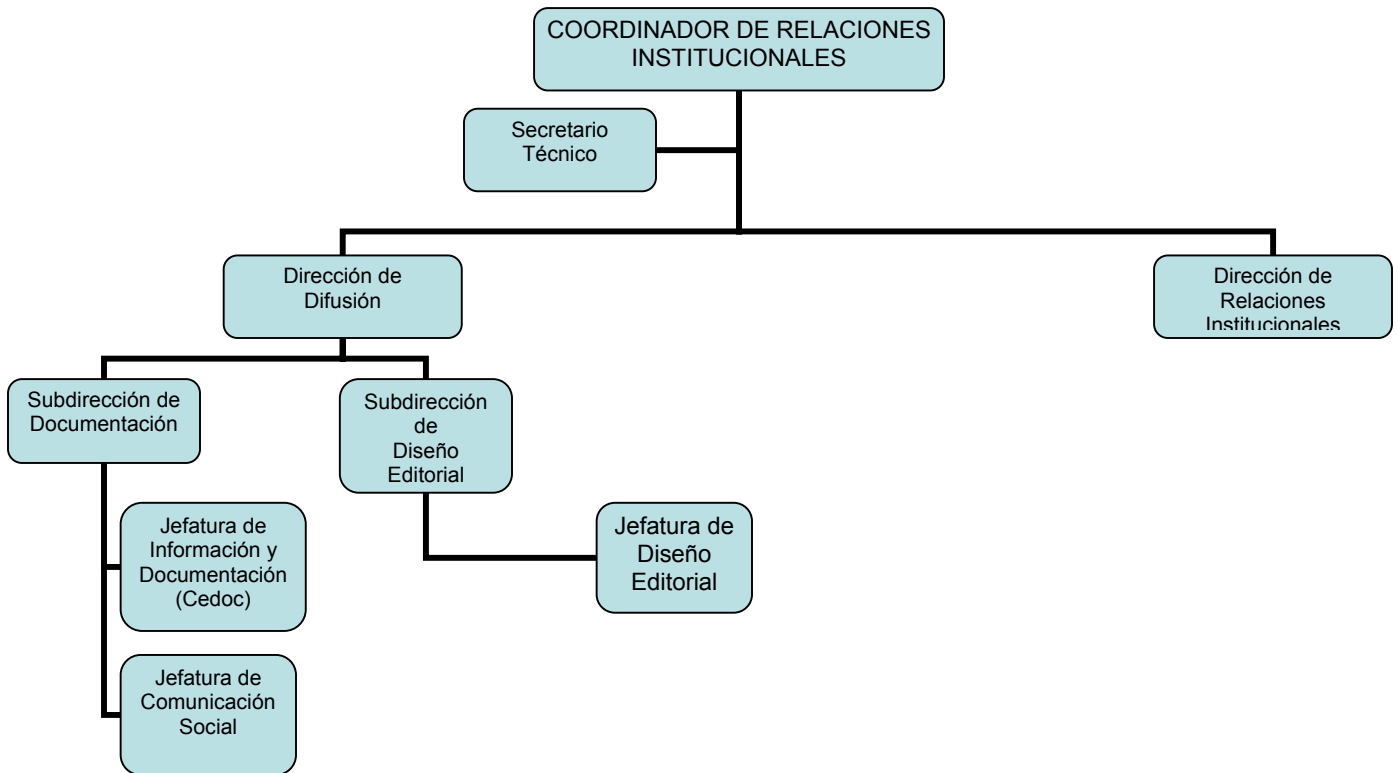 COORDINADOR DE RELACIONES
INSTITUCIONALES
Secretario
Técnico
Dirección de
Difusión
Dirección de
Relaciones
Institucionales
Subdirección de
Documentación
Subdirección
de
Diseño
Editorial
Jefatura de
Información y
Documentación
(Cedoc)
Jefatura de
Diseño
Editorial
Jefatura de
Comunicación
Social